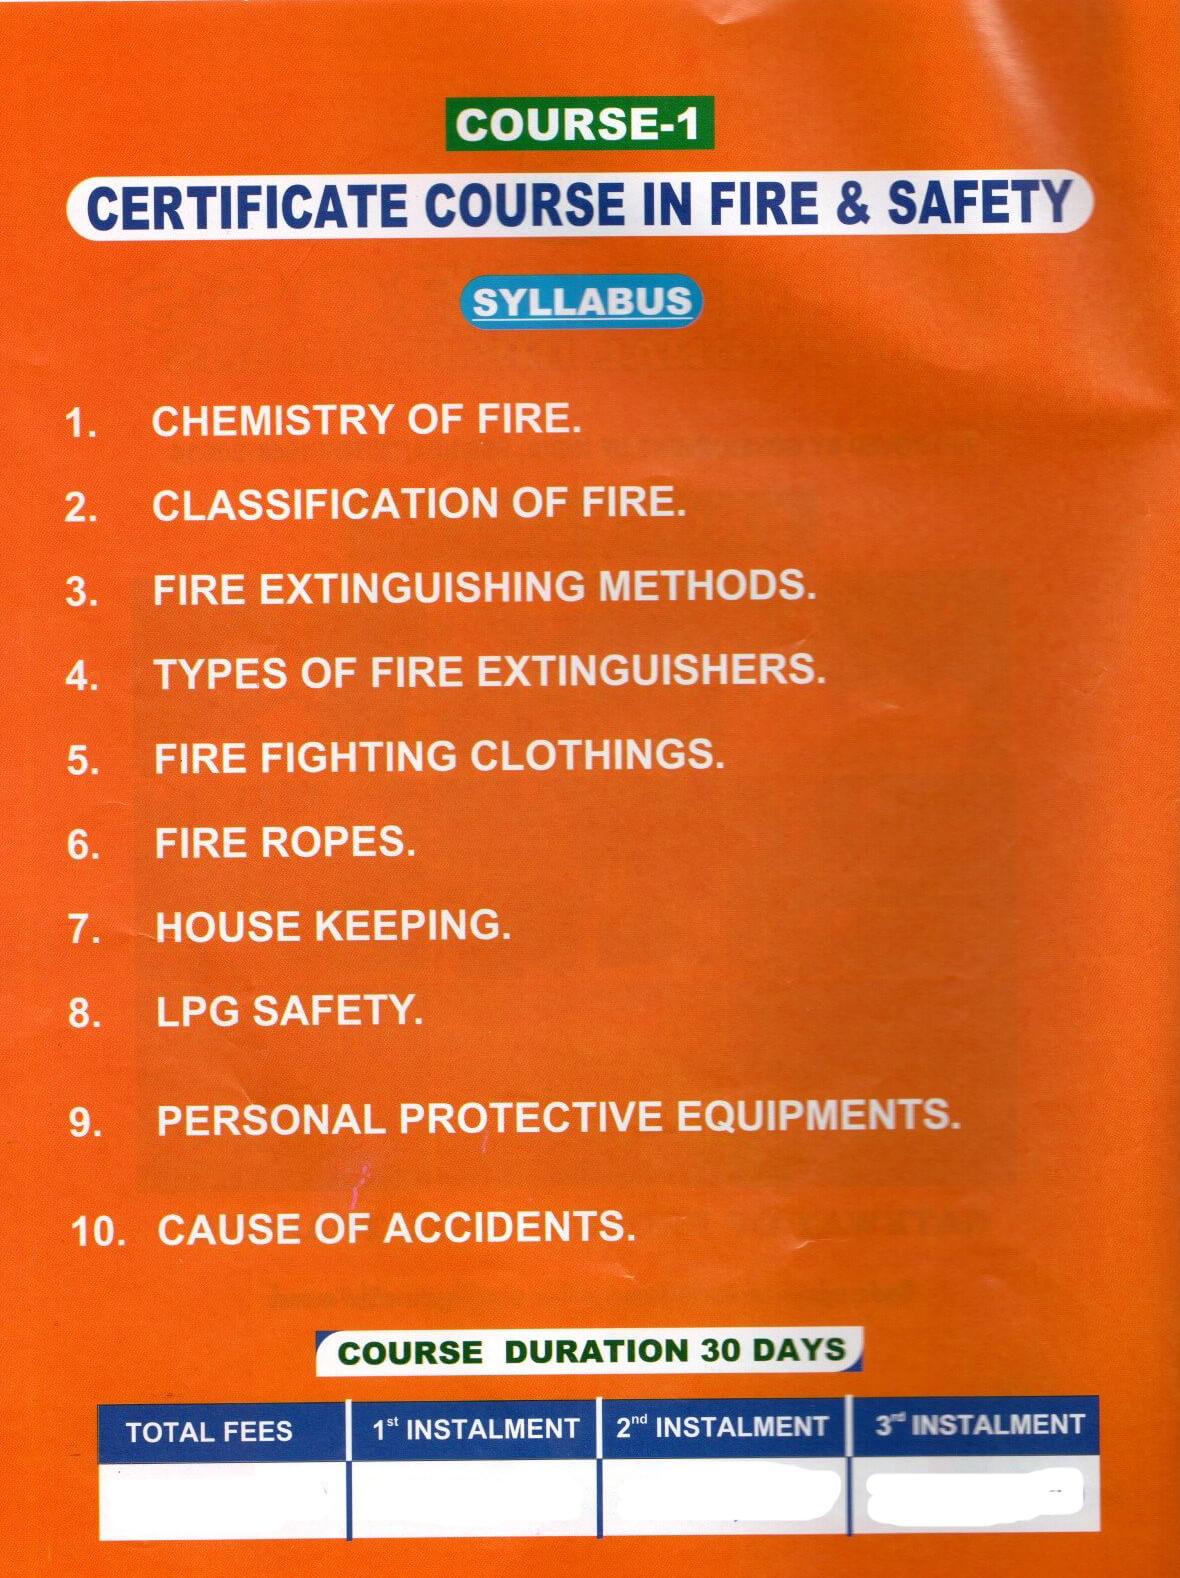 COURSE-1
CERTIFICATE COURSE IN FIRE & SAFETY
SYLLABUS
1. CHEMISTRY OF FIRE.
2. CLASSIFICATION OF FIRE.
3. FIRE EXTINGUISHING METHODS.
4. TYPES OF FIRE EXTINGUISHERS.
5. FIRE FIGHTING CLOTHINGS.
6. FIRE ROPES.
7. HOUSE KEEPING.
8. LPG SAFETY.
9. PERSONAL PROTECTIVE EQUIPMENTS.
10. CAUSE OF ACCIDENTS.
COURSE DURATION 30 DAYS
TOTAL FEES 1st INSTALMENT 2nd INSTALMENT 3rd INSTALMENT